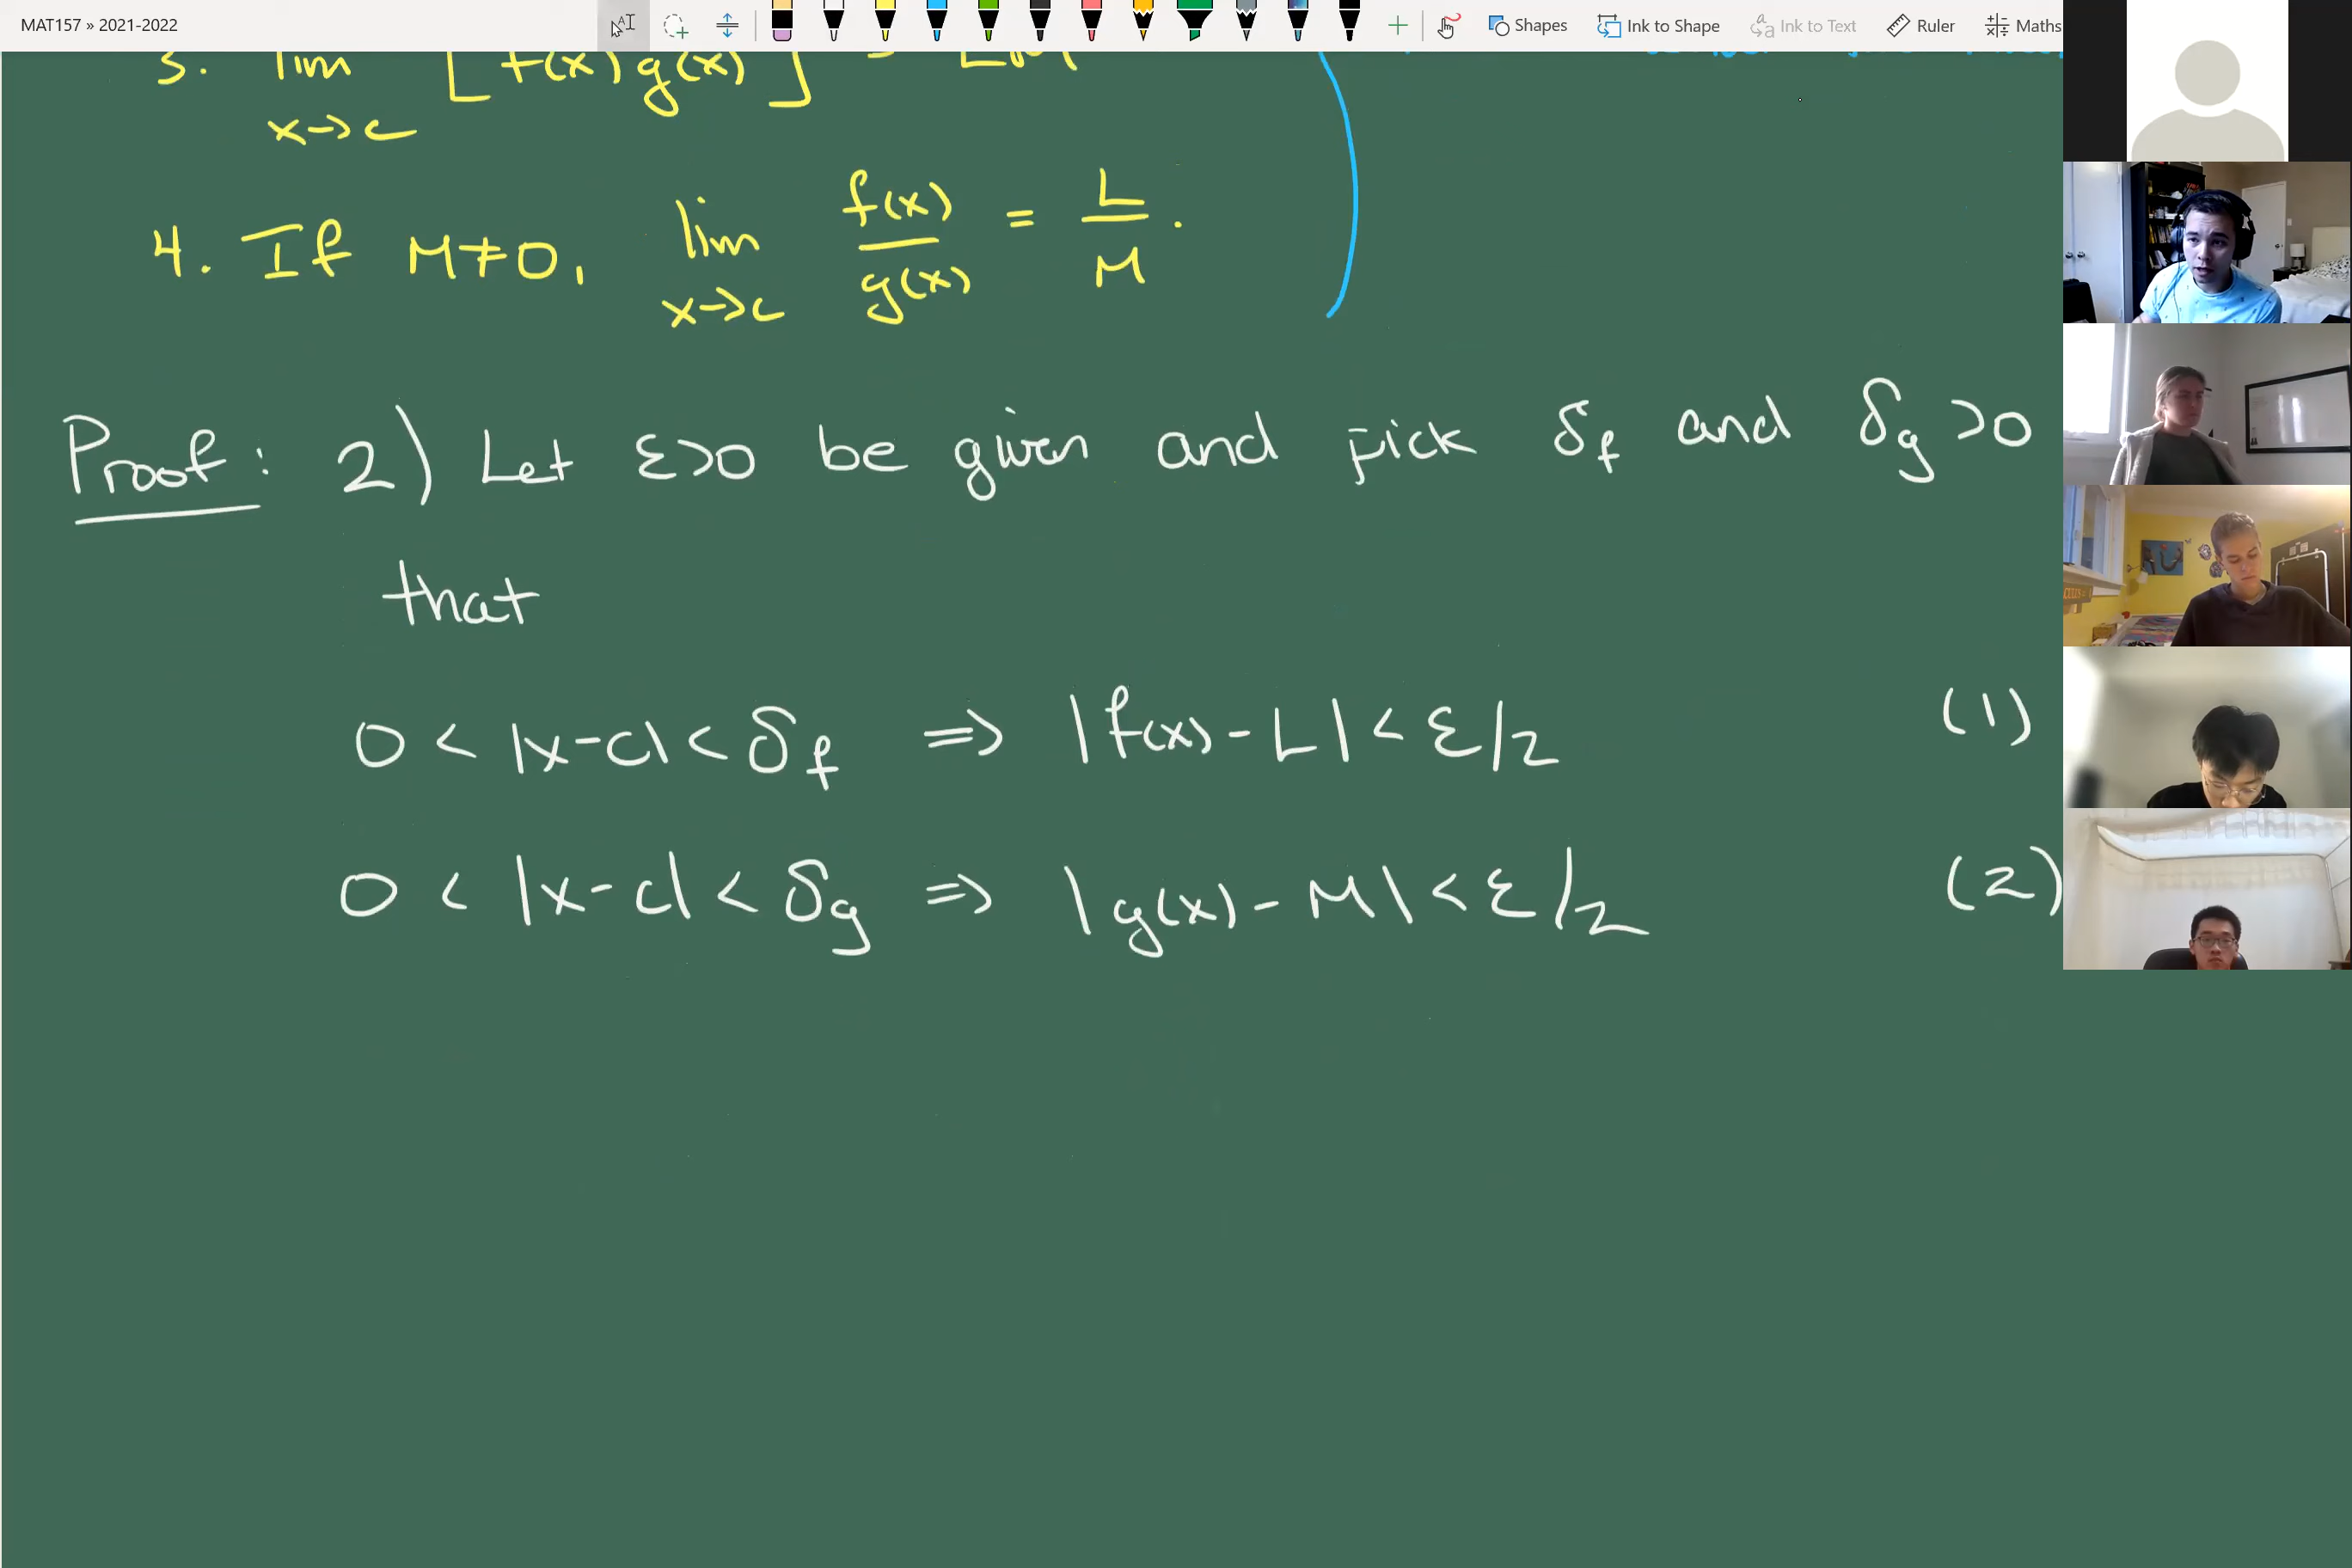 MAT157 » 2021-2022
Shapes
Ink to Shape
Ink to Text
Ruler
Maths
3. lim [f(x)g(x)] =
x→c
4. If M≠0, lim f(x)/g(x) = L/M.
x→c
Proof: 2) Let ε>0 be given and pick δf and δg >0
that
0 < |x-c| < δf ⇒ |f(x) - L| < ε/2 (1)
0 < |x-c| < δg ⇒ |g(x) - M| < ε/2 (2)